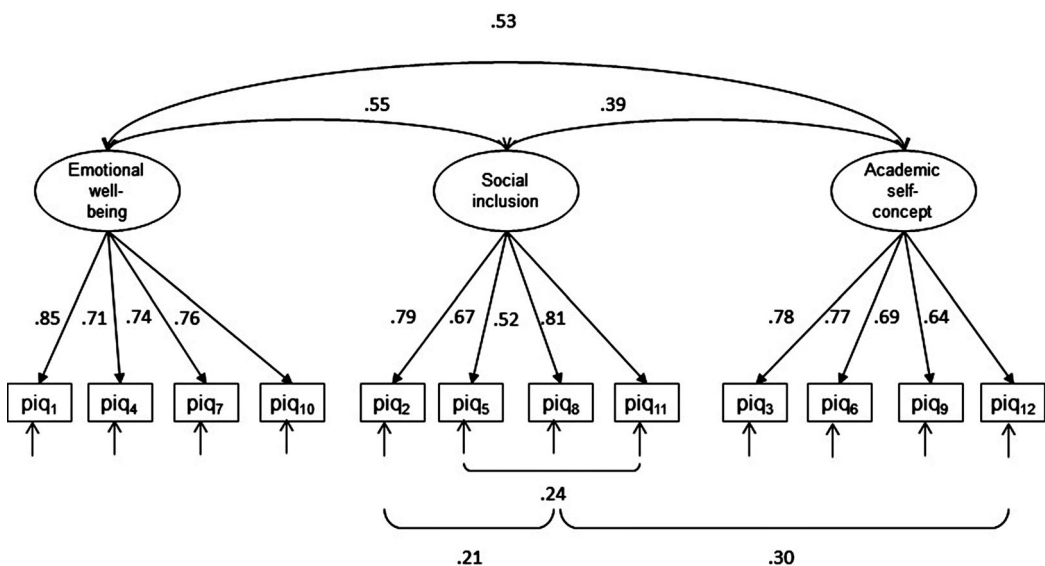 .53
.55 .39
Emotional
well-
being
Social
inclusion
Academic
self-
concept
.85 .71 .74 .76 .79 .67 .52 .81 .78 .77 .69 .64
piq₁ piq₄ piq₇ piq₁₀ piq₂ piq₅ piq₈ piq₁₁ piq₃ piq₆ piq₉ piq₁₂
.24
.21 .30